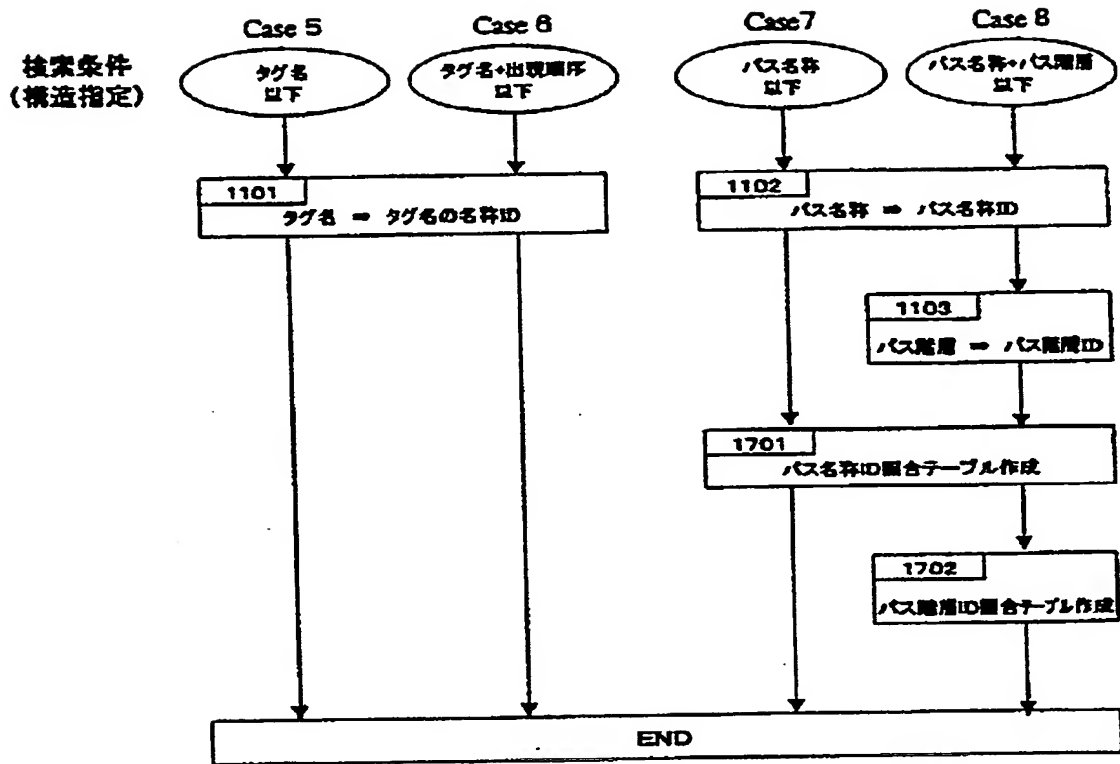 Case 5
Case 6
Case7
Case 8
検索条件
(構造指定)
タグ名
以下
タグ名+出現順序
以下
パス名称
以下
パス名称+パス階層
以下
1101
タグ名 ⇒ タグ名の名称ID
1102
パス名称 ⇒ パス名称ID
1103
パス階層 ⇒ パス階層ID
1701
パス名称ID照合テーブル作成
1702
パス階層ID照合テーブル作成
END